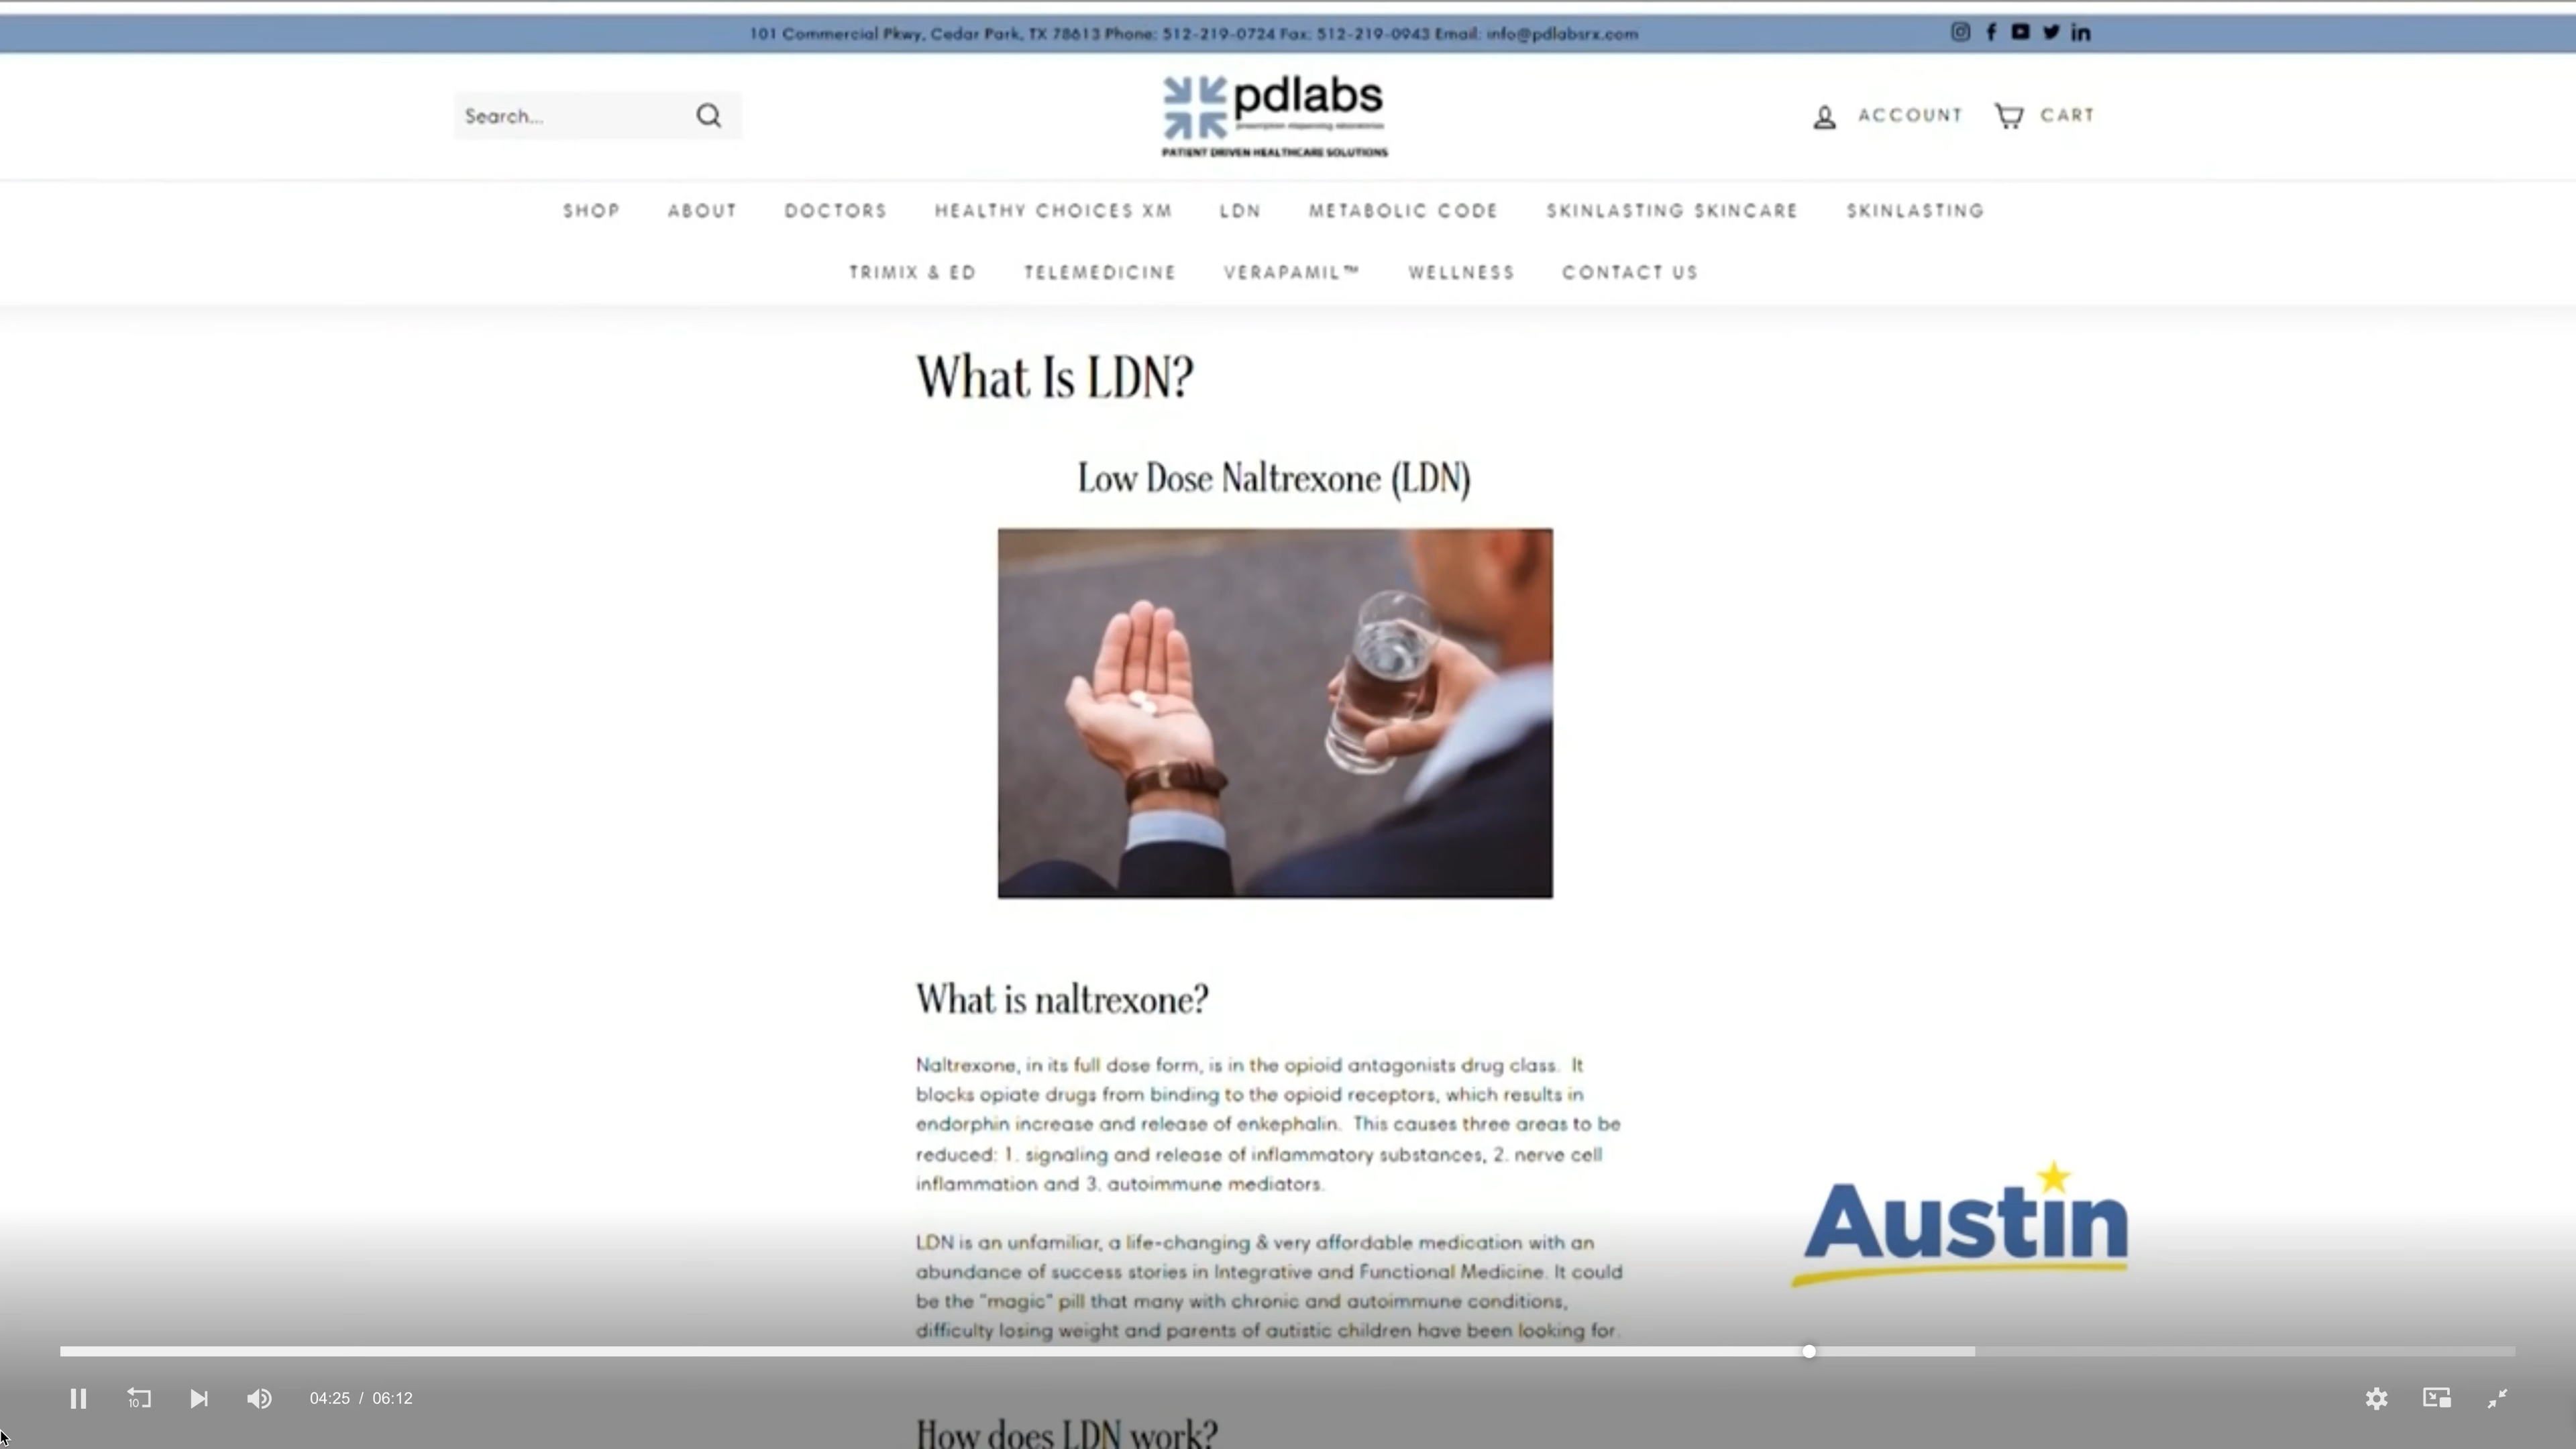 101 Commercial Pkwy, Cedar Park, TX 78613 Phone: 512-219-0724 Fax: 512-219-0943 Email: info@pdlabsrx.com
Search...
pdlabs
PATIENT DRIVEN HEALTHCARE SOLUTIONS
ACCOUNT CART
SHOP ABOUT DOCTORS HEALTHY CHOICES XM LDN METABOLIC CODE SKINLASTING SKINCARE SKINLASTING
TRIMIX & ED TELEMEDICINE VERAPAMIL™ WELLNESS CONTACT US
What Is LDN?
Low Dose Naltrexone (LDN)
What is naltrexone?
Naltrexone, in its full dose form, is in the opioid antagonists drug class. It
blocks opiate drugs from binding to the opioid receptors, which results in
endorphin increase and release of enkephalin. This causes three areas to be
reduced: 1. signaling and release of inflammatory substances, 2. nerve cell
inflammation and 3. autoimmune mediators.
LDN is an unfamiliar, a life-changing & very affordable medication with an
abundance of success stories in Integrative and Functional Medicine. It could
be the "magic" pill that many with chronic and autoimmune conditions,
difficulty losing weight and parents of autistic children have been looking for.
Austin
10
04:25 / 06:12
How does LDN work?